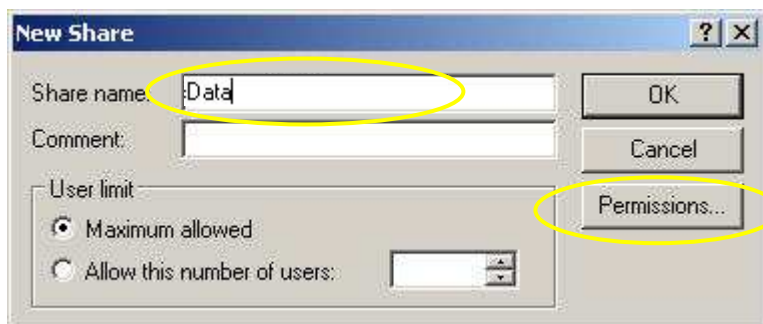 New Share
Share name: Data
OK
Comment:
Cancel
User limit
Permissions...
Maximum allowed
Allow this number of users: